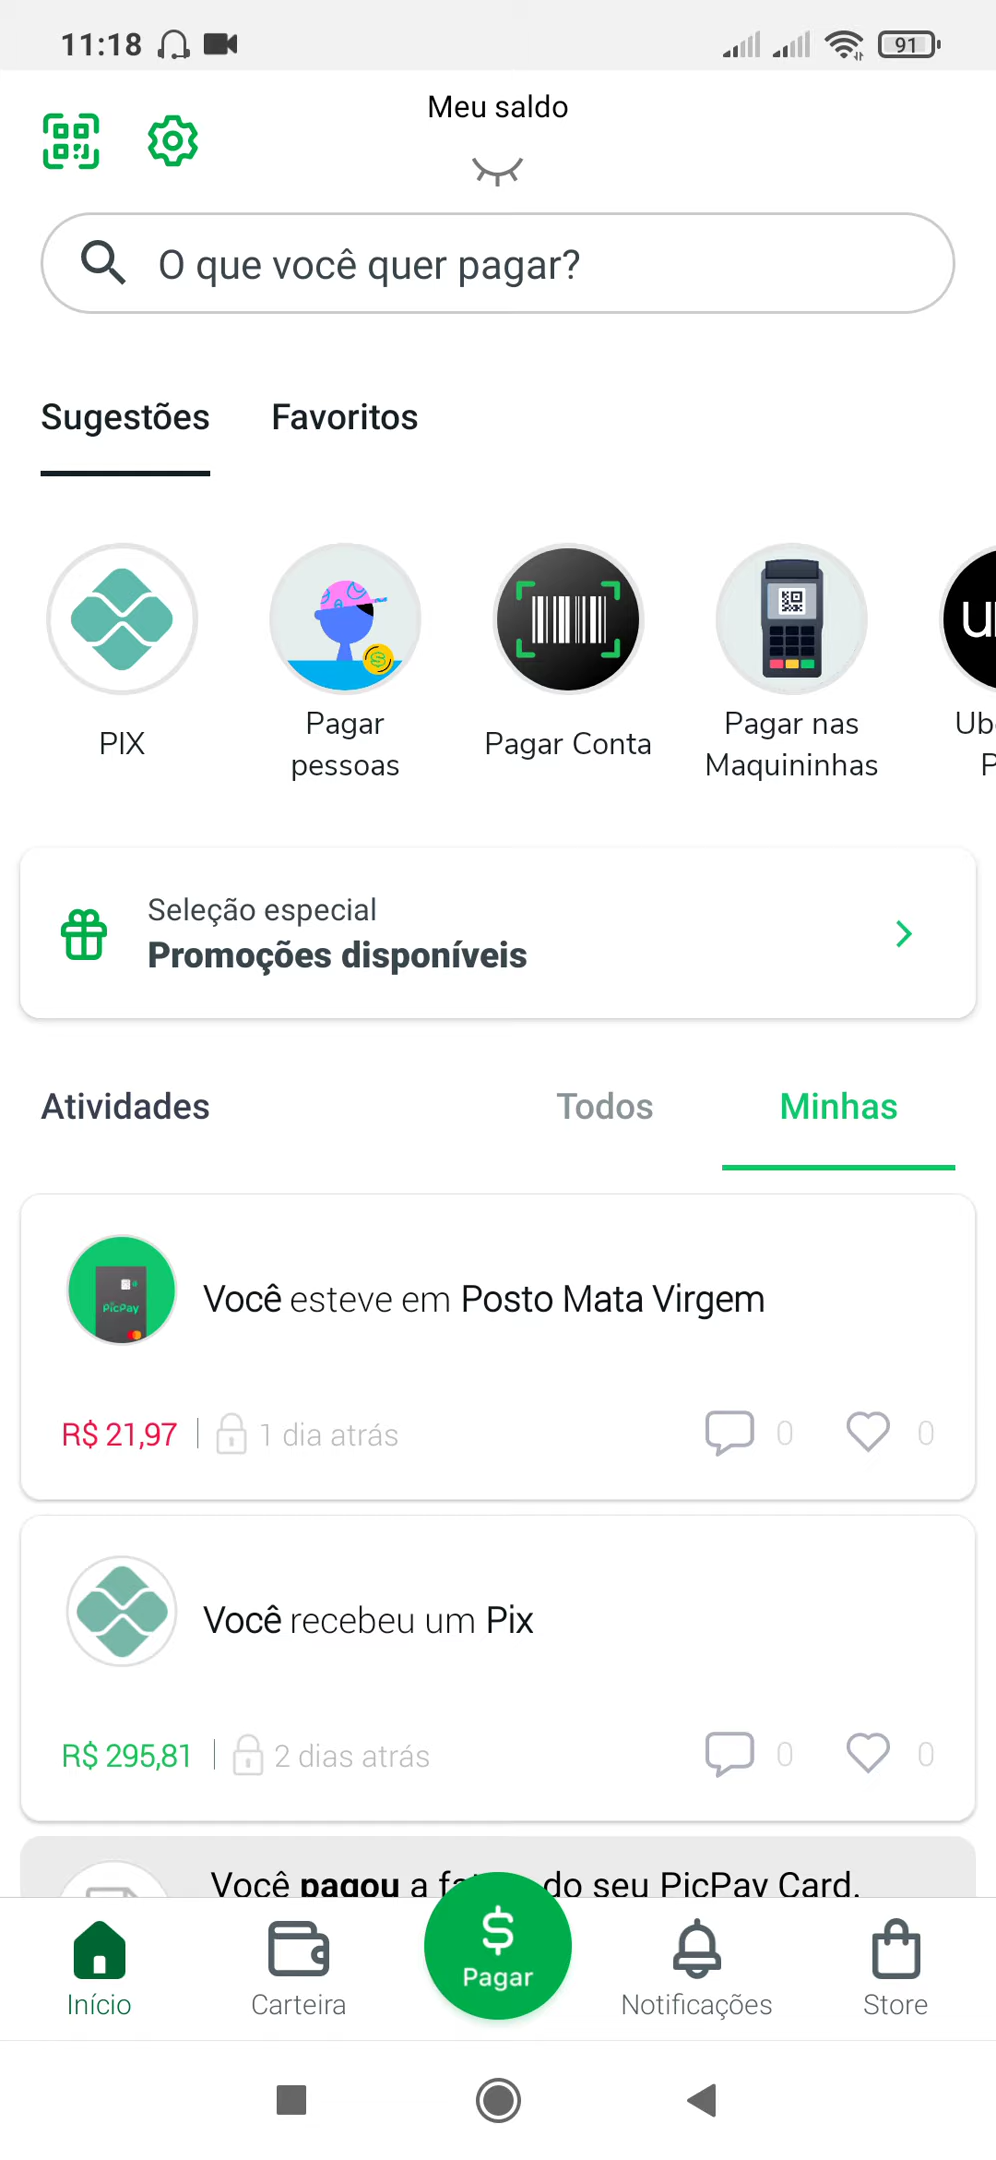 11:18
91
Meu saldo
O que você quer pagar?
Sugestões
Favoritos
PIX
Pagar
pessoas
Pagar Conta
Pagar nas
Maquininhas
PicPay
Seleção especial
Promoções disponíveis
Atividades
Todos
Minhas
PicPay
Você esteve em Posto Mata Virgem
R$ 21,97
1 dia atrás
0
0
Você recebeu um Pix
R$ 295,81
2 dias atrás
0
0
Você pagou a do seu PicPay Card.
$
Pagar
Início
Carteira
Notificações
Store